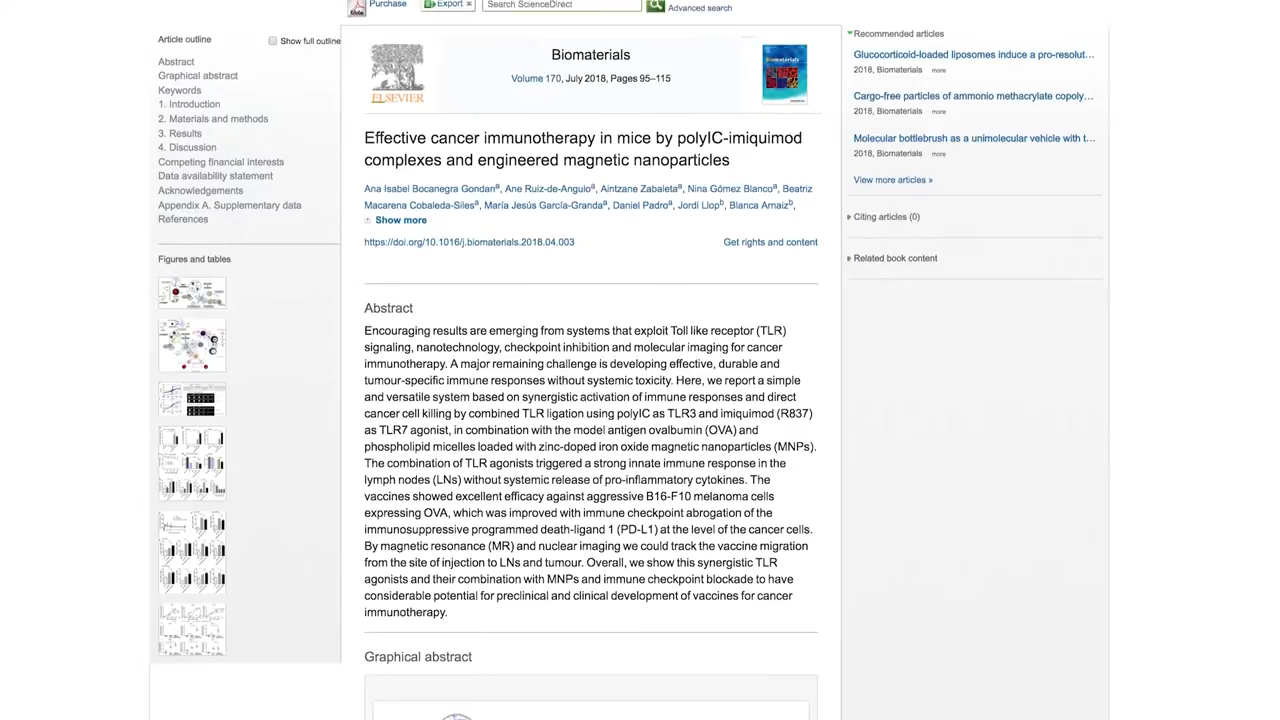 Purchase
Export
Search ScienceDirect
Advanced search
Article outline
Show full outline
Abstract
Graphical abstract
Keywords
1. Introduction
2. Materials and methods
3. Results
4. Discussion
Competing financial interests
Data availability statement
Acknowledgements
Appendix A. Supplementary data
References
Figures and tables
ELSEVIER
Biomaterials
Volume 170, July 2018, Pages 95–115
Biomaterials
Effective cancer immunotherapy in mice by polyIC-imiquimod
complexes and engineered magnetic nanoparticles
Ana Isabel Bocanegra Gondanª, Ane Ruiz-de-Anguloª, Aintzane Zabaletaª, Nina Gómez Blancoª, Beatriz
Macarena Cobaleda-Silesª, María Jesús García-Grandaª, Daniel Padroª, Jordi Llopᵇ, Blanca Arnaizᵇ,
Show more
https://doi.org/10.1016/j.biomaterials.2018.04.003
Get rights and content
Abstract
Encouraging results are emerging from systems that exploit Toll like receptor (TLR)
signaling, nanotechnology, checkpoint inhibition and molecular imaging for cancer
immunotherapy. A major remaining challenge is developing effective, durable and
tumour-specific immune responses without systemic toxicity. Here, we report a simple
and versatile system based on synergistic activation of immune responses and direct
cancer cell killing by combined TLR ligation using polyIC as TLR3 and imiquimod (R837)
as TLR7 agonist, in combination with the model antigen ovalbumin (OVA) and
phospholipid micelles loaded with zinc-doped iron oxide magnetic nanoparticles (MNPs).
The combination of TLR agonists triggered a strong innate immune response in the
lymph nodes (LNs) without systemic release of pro-inflammatory cytokines. The
vaccines showed excellent efficacy against aggressive B16-F10 melanoma cells
expressing OVA, which was improved with immune checkpoint abrogation of the
immunosuppressive programmed death-ligand 1 (PD-L1) at the level of the cancer cells.
By magnetic resonance (MR) and nuclear imaging we could track the vaccine migration
from the site of injection to LNs and tumour. Overall, we show this synergistic TLR
agonists and their combination with MNPs and immune checkpoint blockade to have
considerable potential for preclinical and clinical development of vaccines for cancer
immunotherapy.
Graphical abstract
Recommended articles
Glucocorticoid-loaded liposomes induce a pro-resolut…
2018, Biomaterials more
Cargo-free particles of ammonio methacrylate copoly…
2018, Biomaterials more
Molecular bottlebrush as a unimolecular vehicle with t…
2018, Biomaterials more
View more articles »
Citing articles (0)
Related book content